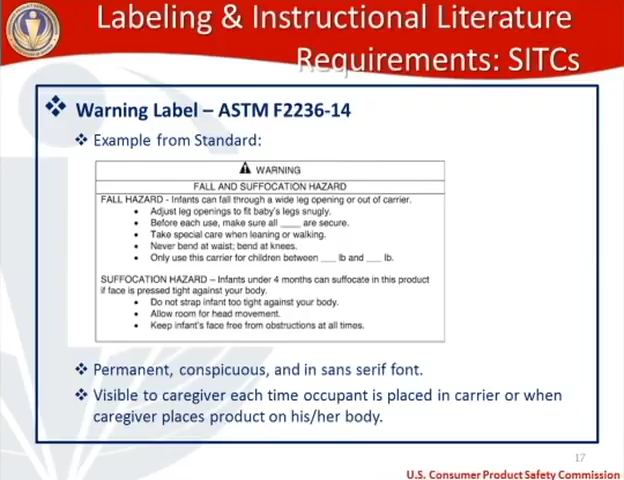 Labeling & Instructional Literature
Requirements: SITCs
Warning Label – ASTM F2236-14
Example from Standard:
WARNING
FALL AND SUFFOCATION HAZARD
FALL HAZARD - Infants can fall through a wide leg opening or out of carrier.
• Adjust leg openings to fit baby's legs snugly.
• Before each use, make sure all ____ are secure.
• Take special care when leaning or walking.
• Never bend at waist; bend at knees.
• Only use this carrier for children between ___ lb and ___ lb.
SUFFOCATION HAZARD – Infants under 4 months can suffocate in this product
if face is pressed tight against your body.
• Do not strap infant too tight against your body.
• Allow room for head movement.
• Keep infant's face free from obstructions at all times.
Permanent, conspicuous, and in sans serif font.
Visible to caregiver each time occupant is placed in carrier or when
caregiver places product on his/her body.
17
U.S. Consumer Product Safety Commission